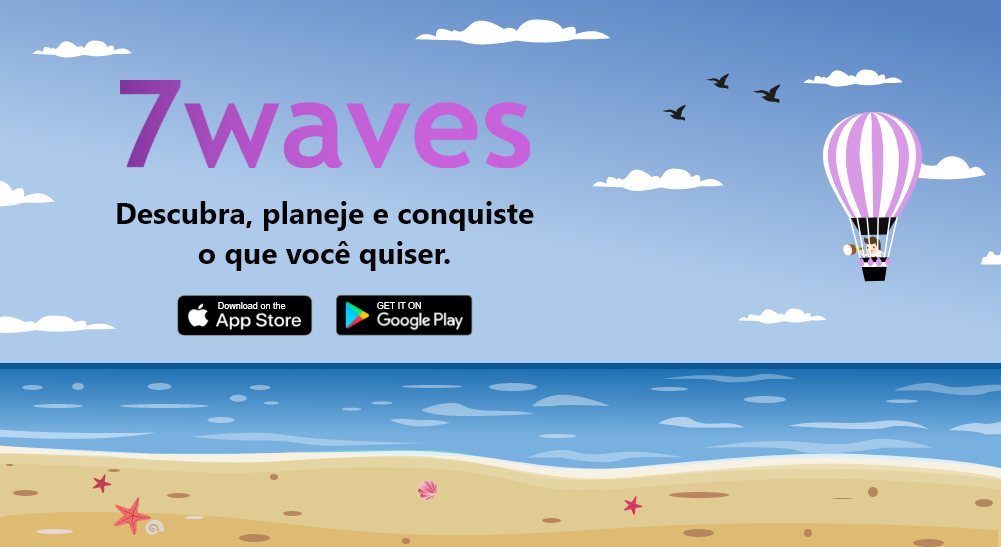 7waves
Descubra, planeje e conquiste
o que você quiser.
Download on the
App Store
GET IT ON
Google Play